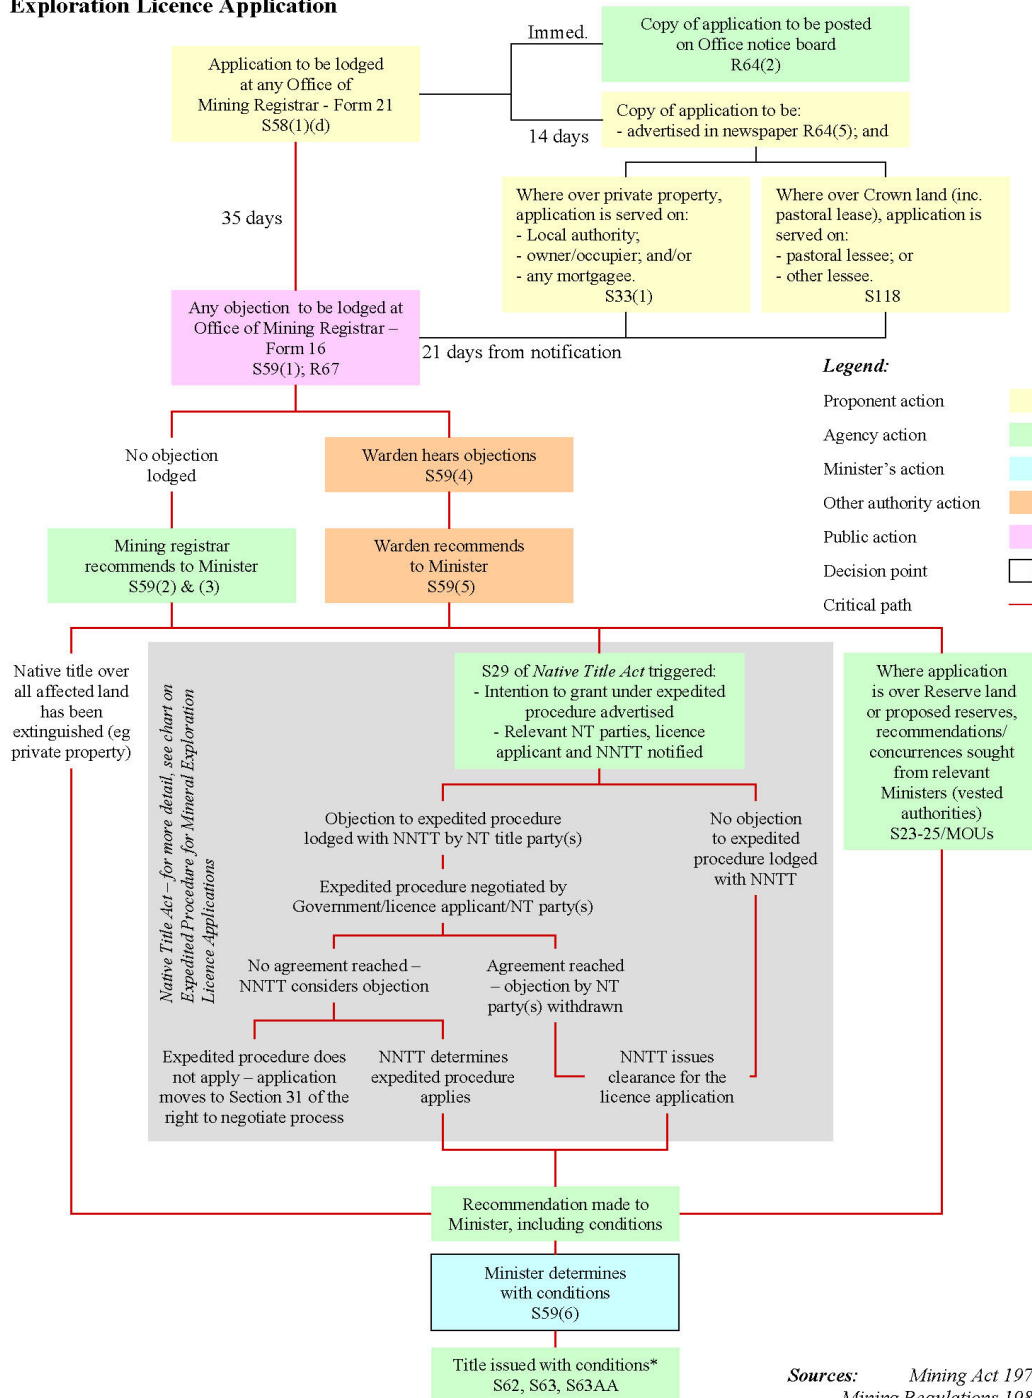 Exploration Licence Application
Application to be lodged
at any Office of
Mining Registrar - Form 21
S58(1)(d)
Immed.
14 days
Copy of application to be posted
on Office notice board
R64(2)
Copy of application to be:
- advertised in newspaper R64(5); and
Where over private property,
application is served on:
- Local authority;
- owner/occupier; and/or
- any mortgagee.
S33(1)
Where over Crown land (inc.
pastoral lease), application is
served on:
- pastoral lessee; or
- other lessee.
S118
35 days
Any objection to be lodged at
Office of Mining Registrar –
Form 16
S59(1); R67
21 days from notification
Legend:
Proponent action
Agency action
Minister's action
Other authority action
Public action
Decision point
Critical path
No objection
lodged
Warden hears objections
S59(4)
Mining registrar
recommends to Minister
S59(2) & (3)
Warden recommends
to Minister
S59(5)
Native title over
all affected land
has been
extinguished (eg
private property)
Native Title Act – for more detail, see chart on
Expedited Procedure for Mineral Exploration
Licence Applications
S29 of Native Title Act triggered:
- Intention to grant under expedited
procedure advertised
- Relevant NT parties, licence
applicant and NNTT notified
Where application
is over Reserve land
or proposed reserves,
recommendations/
concurrences sought
from relevant
Ministers (vested
authorities)
S23-25/MOUs
Objection to expedited procedure
lodged with NNTT by NT title party(s)
No objection
to expedited
procedure lodged
with NNTT
Expedited procedure negotiated by
Government/licence applicant/NT party(s)
No agreement reached –
NNTT considers objection
Agreement reached
– objection by NT
party(s) withdrawn
Expedited procedure does
not apply – application
moves to Section 31 of the
right to negotiate process
NNTT determines
expedited procedure
applies
NNTT issues
clearance for the
licence application
Recommendation made to
Minister, including conditions
Minister determines
with conditions
S59(6)
Title issued with conditions*
S62, S63, S63AA
Sources: Mining Act 197
Mining Regulations 198